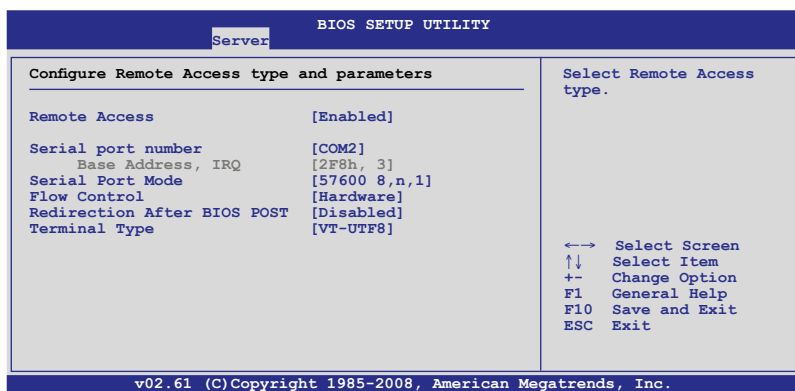 BIOS SETUP UTILITY
Server
Configure Remote Access type and parameters
Remote Access [Enabled]
Serial port number [COM2]
Base Address, IRQ [2F8h, 3]
Serial Port Mode [57600 8,n,1]
Flow Control [Hardware]
Redirection After BIOS POST [Disabled]
Terminal Type [VT-UTF8]
Select Remote Access
type.
←→ Select Screen
↑↓ Select Item
+- Change Option
F1 General Help
F10 Save and Exit
ESC Exit
v02.61 (C)Copyright 1985-2008, American Megatrends, Inc.